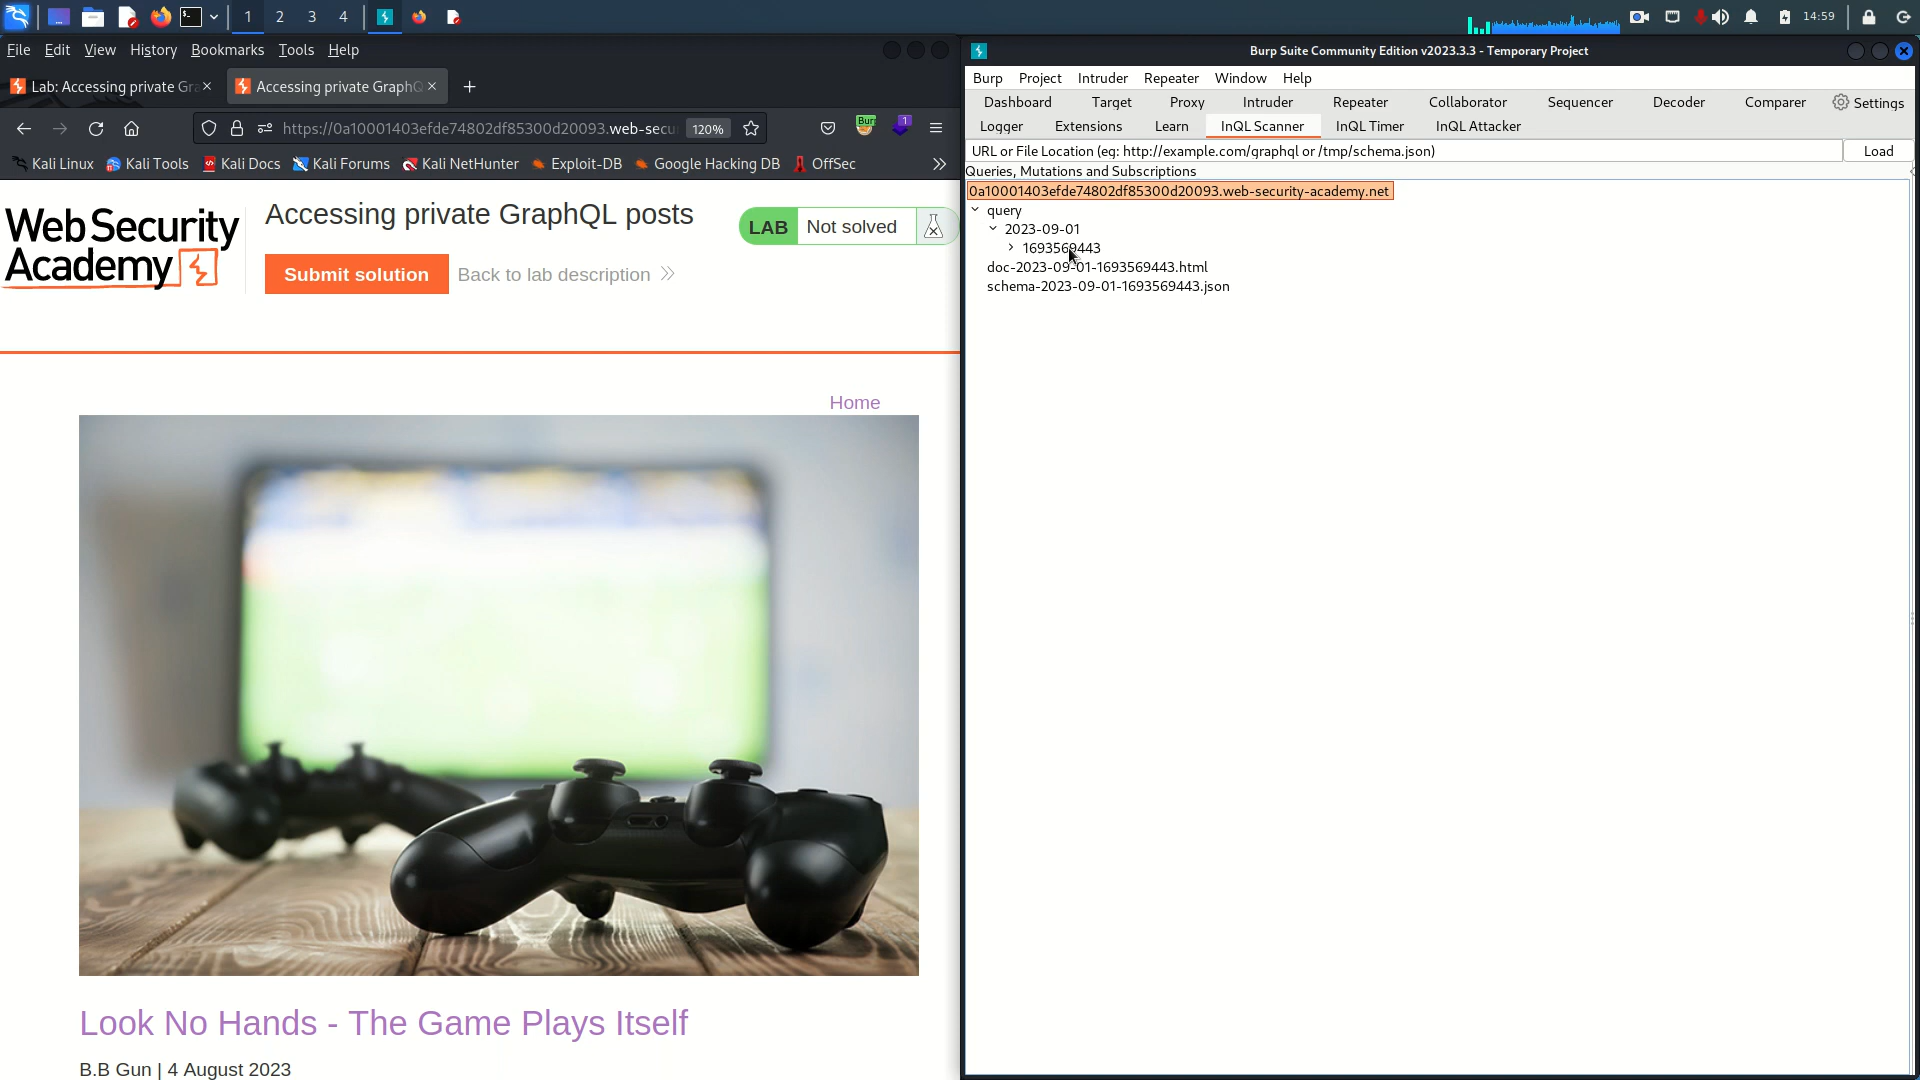 1 2 3 4
14:59
File Edit View History Bookmarks Tools Help
Lab: Accessing private Gra
Accessing private GraphQ
https://0a10001403efde74802df85300d20093.web-secu
120%
1
Kali Linux Kali Tools Kali Docs Kali Forums Kali NetHunter Exploit-DB Google Hacking DB OffSec
WebSecurity
Academy
Accessing private GraphQL posts
LAB Not solved
Submit solution
Back to lab description
Home
Look No Hands - The Game Plays Itself
B.B Gun | 4 August 2023
Burp Suite Community Edition v2023.3.3 - Temporary Project
Burp Project Intruder Repeater Window Help
Dashboard Target Proxy Intruder Repeater Collaborator Sequencer Decoder Comparer Settings
Logger Extensions Learn InQL Scanner InQL Timer InQL Attacker
URL or File Location (eg: http://example.com/graphql or /tmp/schema.json)
Load
Queries, Mutations and Subscriptions
0a10001403efde74802df85300d20093.web-security-academy.net
query
2023-09-01
1693569443
doc-2023-09-01-1693569443.html
schema-2023-09-01-1693569443.json